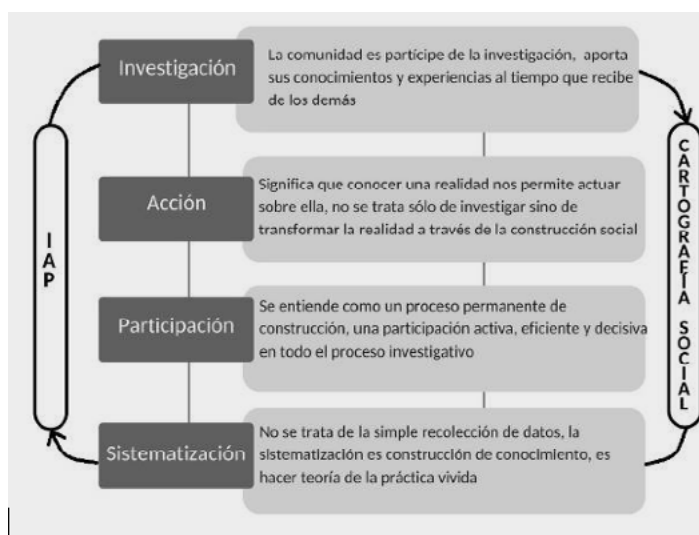 Investigación
La comunidad es partícipe de la investigación, aporta
sus conocimientos y experiencias al tiempo que recibe
de los demás
Acción
Significa que conocer una realidad nos permite actuar
sobre ella, no se trata sólo de investigar sino de
transformar la realidad a través de la construcción social
Participación
Se entiende como un proceso permanente de
construcción, una participación activa, eficiente y decisiva
en todo el proceso investigativo
Sistematización
No se trata de la simple recolección de datos, la
sistematización es construcción de conocimiento, es
hacer teoría de la práctica vivida
IAP
CARTOGRAFÍA SOCIAL